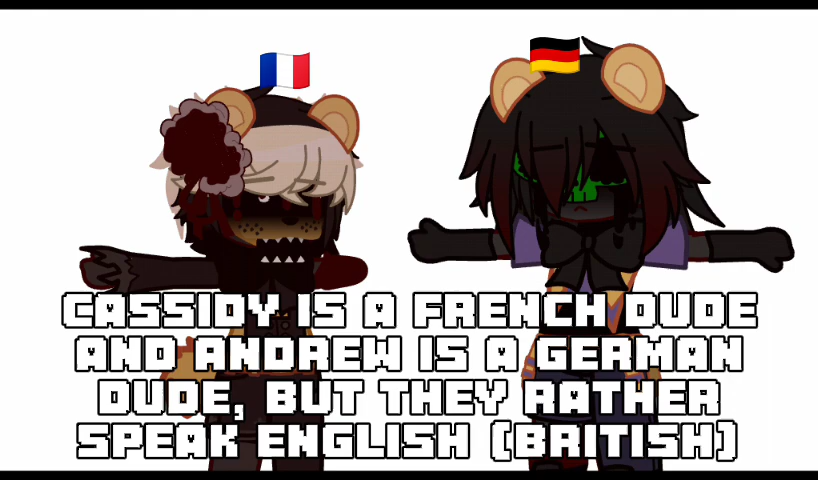 CASSIDY IS A FRENCH DUDE
AND ANDREW IS A GERMAN
DUDE, BUT THEY RATHER
SPEAK ENGLISH (BRITISH)